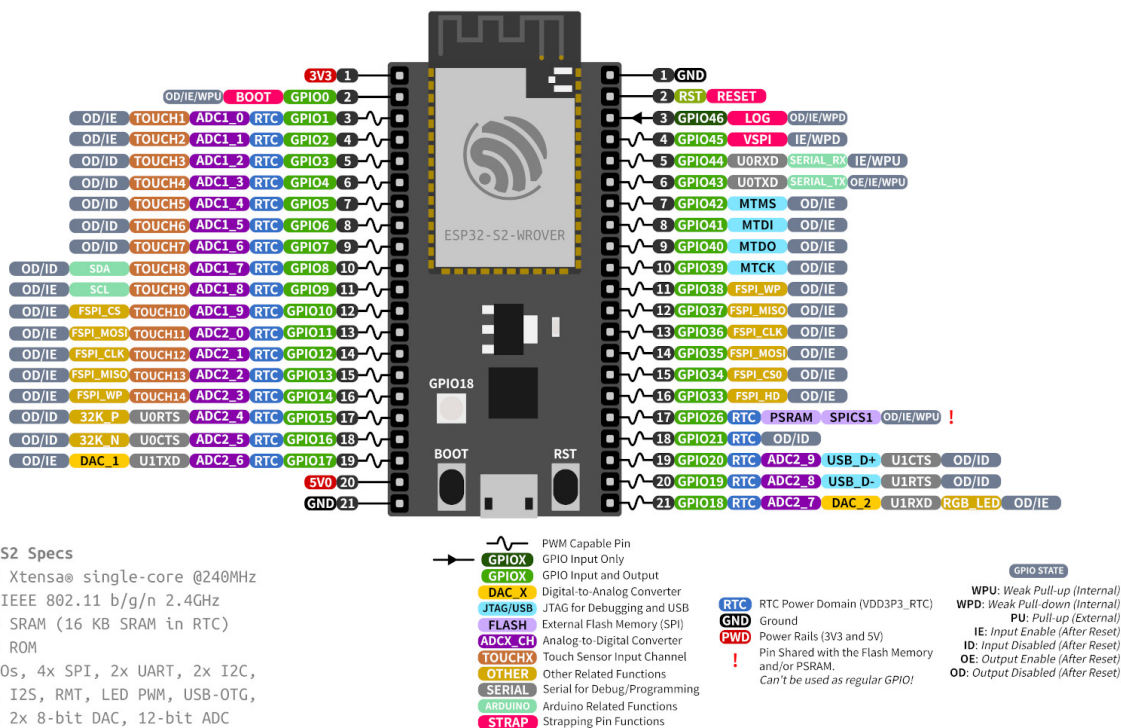 3V3 1
OD/IE/WPU BOOT GPIO0 2
OD/IE TOUCH1 ADC1_0 RTC GPIO1 3
OD/IE TOUCH2 ADC1_1 RTC GPIO2 4
OD/IE TOUCH3 ADC1_2 RTC GPIO3 5
OD/IE TOUCH4 ADC1_3 RTC GPIO4 6
OD/IE TOUCH5 ADC1_4 RTC GPIO5 7
OD/IE TOUCH6 ADC1_5 RTC GPIO6 8
OD/ID TOUCH7 ADC1_6 RTC GPIO7 9
OD/ID SDA TOUCH8 ADC1_7 RTC GPIO8 10
OD/IE SCL TOUCH9 ADC1_8 RTC GPIO9 11
OD/IE FSPI_CS TOUCH10 ADC1_9 RTC GPIO10 12
OD/IE FSPI_MOSI TOUCH11 ADC2_0 RTC GPIO11 13
OD/IE FSPI_CLK TOUCH12 ADC2_1 RTC GPIO12 14
OD/IE FSPI_MISO TOUCH13 ADC2_2 RTC GPIO13 15
OD/IE FSPI_WP TOUCH14 ADC2_3 RTC GPIO14 16
OD/ID 32K_P U0RTS ADC2_4 RTC GPIO15 17
OD/ID 32K_N U0CTS ADC2_5 RTC GPIO16 18
OD/IE DAC_1 U1TXD ADC2_6 RTC GPIO17 19
5V0 20
GND 21
ESP32-S2-WROVER
GPIO18
BOOT
RST
1 GND
2 RST RESET
3 GPIO46 LOG OD/IE/WPD
4 GPIO45 VSPI IE/WPD
5 GPIO44 U0RXD SERIAL_RX IE/WPU
6 GPIO43 U0TXD SERIAL_TX OE/IE/WPU
7 GPIO42 MTMS OD/IE
8 GPIO41 MTDI OD/IE
9 GPIO40 MTDO OD/IE
10 GPIO39 MTCK OD/IE
11 GPIO38 FSPI_WP OD/IE
12 GPIO37 FSPI_MISO OD/IE
13 GPIO36 FSPI_CLK OD/IE
14 GPIO35 FSPI_MOSI OD/IE
15 GPIO34 FSPI_CS0 OD/IE
16 GPIO33 FSPI_HD OD/IE
17 GPIO26 RTC PSRAM SPICS1 OD/IE/WPU !
18 GPIO21 RTC OD/ID
19 GPIO20 RTC ADC2_9 USB_D+ U1CTS OD/ID
20 GPIO19 RTC ADC2_8 USB_D- U1RTS OD/ID
21 GPIO18 RTC ADC2_7 DAC_2 U1RXD RGB_LED OD/IE
S2 Specs
Xtensa® single-core @240MHz
IEEE 802.11 b/g/n 2.4GHz
SRAM (16 KB SRAM in RTC)
ROM
Os, 4x SPI, 2x UART, 2x I2C,
I2S, RMT, LED PWM, USB-OTG,
2x 8-bit DAC, 12-bit ADC
PWM Capable Pin
GPIOX GPIO Input Only
GPIOX GPIO Input and Output
DAC_X Digital-to-Analog Converter
JTAG/USB JTAG for Debugging and USB
FLASH External Flash Memory (SPI)
ADCX_CH Analog-to-Digital Converter
TOUCHX Touch Sensor Input Channel
OTHER Other Related Functions
SERIAL Serial for Debug/Programming
ARDUINO Arduino Related Functions
STRAP Strapping Pin Functions
RTC RTC Power Domain (VDD3P3_RTC)
GND Ground
PWD Power Rails (3V3 and 5V)
! Pin Shared with the Flash Memory
and/or PSRAM.
Can't be used as regular GPIO!
GPIO STATE
WPU: Weak Pull-up (Internal)
WPD: Weak Pull-down (Internal)
PU: Pull-up (External)
IE: Input Enable (After Reset)
ID: Input Disabled (After Reset)
OE: Output Enable (After Reset)
OD: Output Disabled (After Reset)